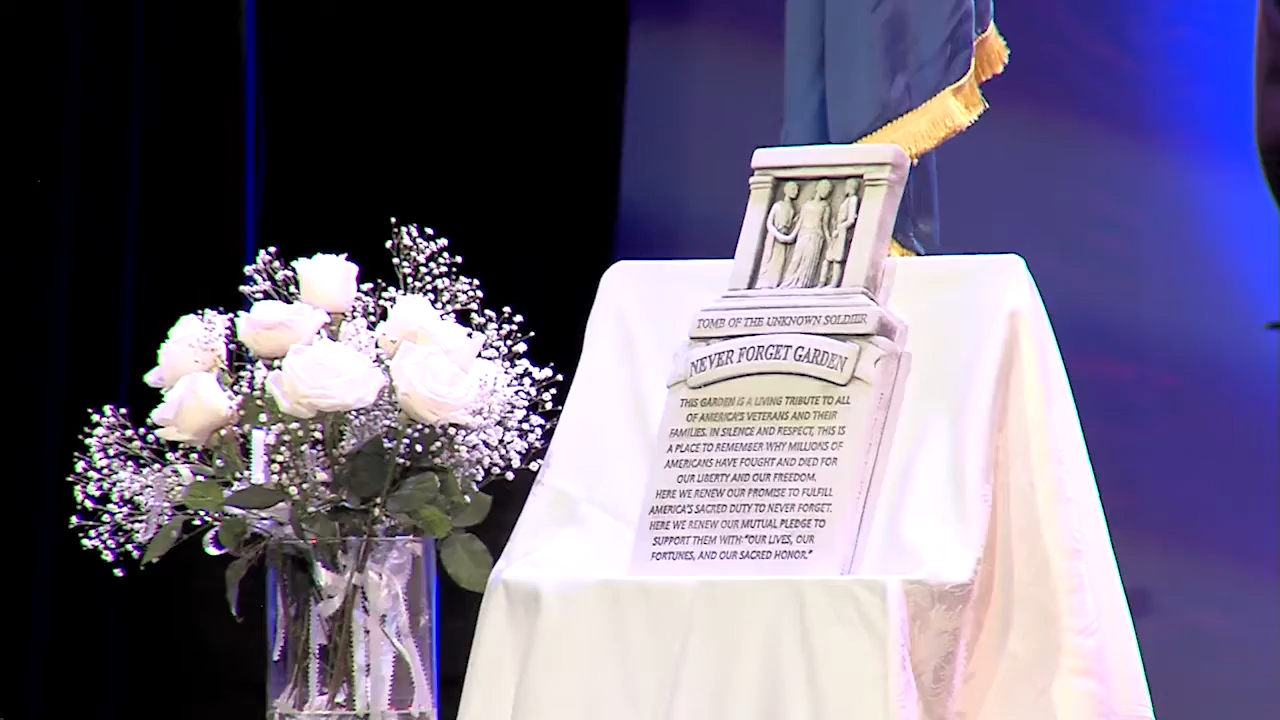 TOMB OF THE UNKNOWN SOLDIER
NEVER FORGET GARDEN
THIS GARDEN IS A LIVING TRIBUTE TO ALL
OF AMERICA'S VETERANS AND THEIR
FAMILIES. IN SILENCE AND RESPECT, THIS IS
A PLACE TO REMEMBER WHY MILLIONS OF
AMERICANS HAVE FOUGHT AND DIED FOR
OUR LIBERTY AND OUR FREEDOM.
HERE WE RENEW OUR PROMISE TO FULFILL
AMERICA'S SACRED DUTY TO NEVER FORGET.
HERE WE RENEW OUR MUTUAL PLEDGE TO
SUPPORT THEM WITH:"OUR LIVES, OUR
FORTUNES, AND OUR SACRED HONOR."